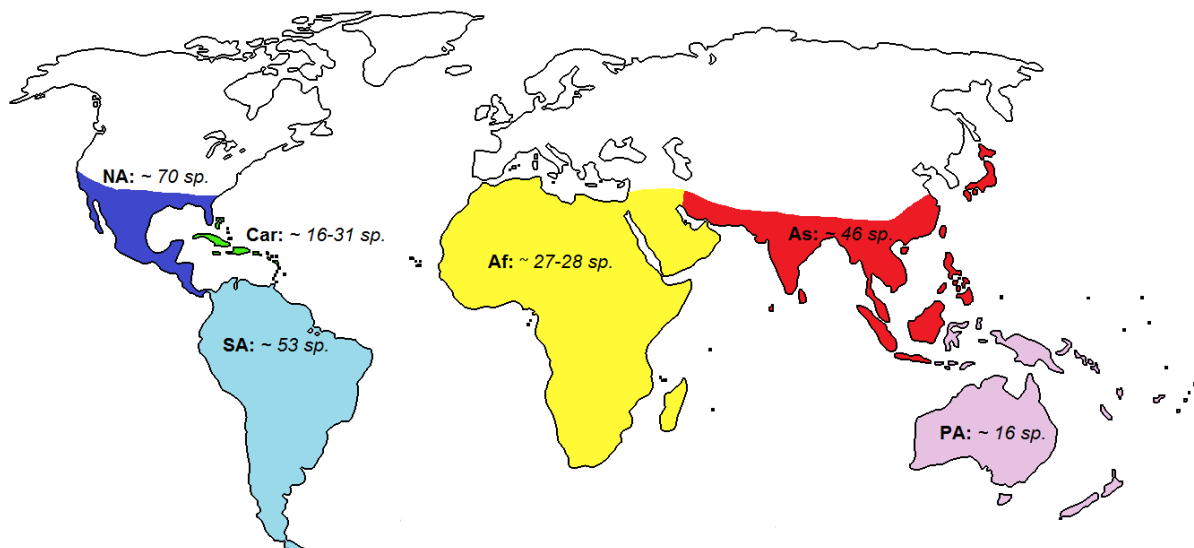 NA: ~ 70 sp.
Car: ~ 16-31 sp.
As: ~ 46 sp.
Af: ~ 27-28 sp.
SA: ~ 53 sp.
PA: ~ 16 sp.